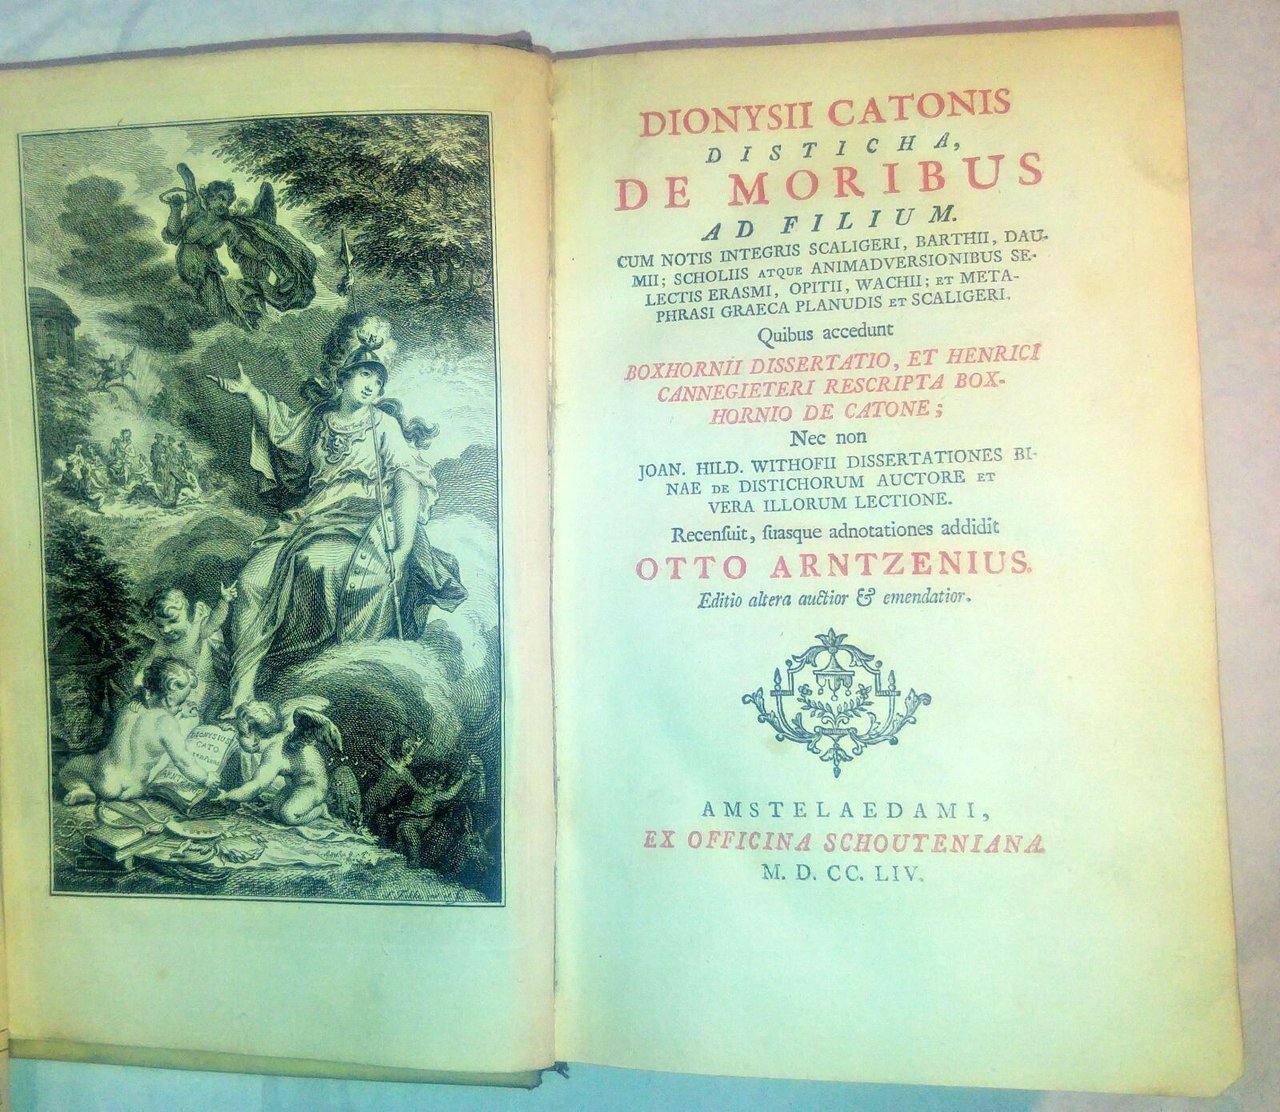 DIONYSIUS
CATO
DIONYSII CATONIS
DISTICHA,
DE MORIBUS
AD FILIUM.
CUM NOTIS INTEGRIS SCALIGERI, BARTHII, DAU-
MII; SCHOLIIS ATQUE ANIMADVERSIONIBUS SE-
LECTIS ERASMI, OPITII, WACHII; ET META-
PHRASI GRAECA PLANUDIS ET SCALIGERI.
Quibus accedunt
BOXHORNII DISSERTATIO, ET HENRICI
CANNEGIETERI RESCRIPTA BOX-
HORNIO DE CATONE;
Nec non
JOAN. HILD. WITHOFII DISSERTATIONES BI-
NAE DE DISTICHORUM AUCTORE ET
VERA ILLORUM LECTIONE.
Recenſuit, ſuasque adnotationes addidit
OTTO ARNTZENIUS.
Editio altera auctior & emendatior.
AMSTELAEDAMI,
EX OFFICINA SCHOUTENIANA
M. D. CC. LIV.